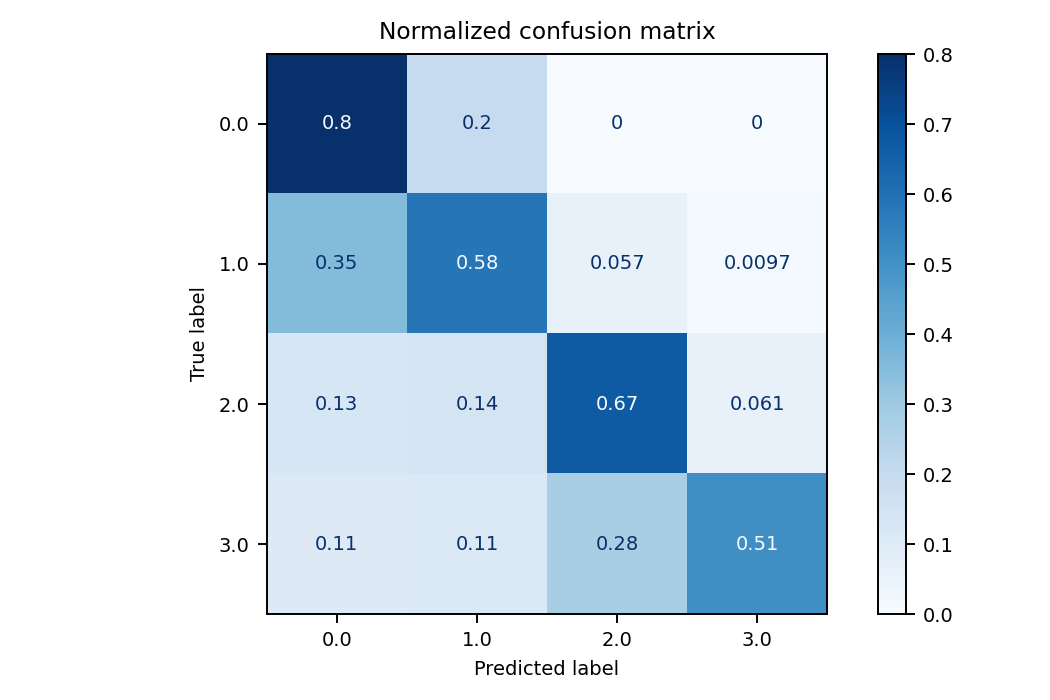 Normalized confusion matrix
0.8
0.0 0.8 0.2 0 0
0.7
0.6
1.0 0.35 0.58 0.057 0.0097
0.5
True label
0.4
2.0 0.13 0.14 0.67 0.061
0.3
0.2
3.0 0.11 0.11 0.28 0.51
0.1
0.0
0.0 1.0 2.0 3.0
Predicted label